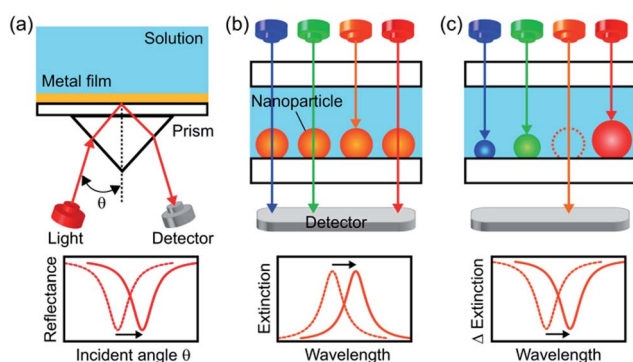 (a)
Solution
Metal film
Prism
θ
Light
Detector
Reflectance
Incident angle θ
(b)
Nanoparticle
Detector
Extinction
Wavelength
(c)
Δ Extinction
Wavelength